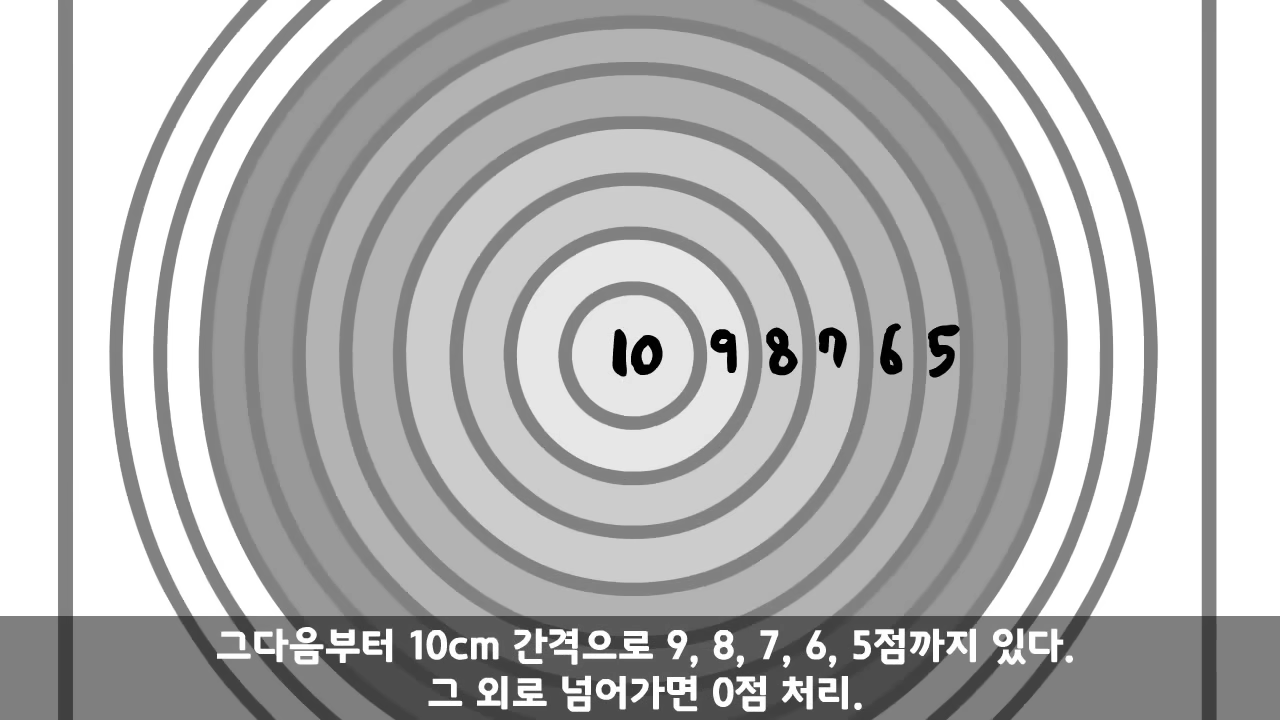 10 9 8 7 6 5
그다음부터 10cm 간격으로 9, 8, 7, 6, 5점까지 있다.
그 외로 넘어가면 0점 처리.